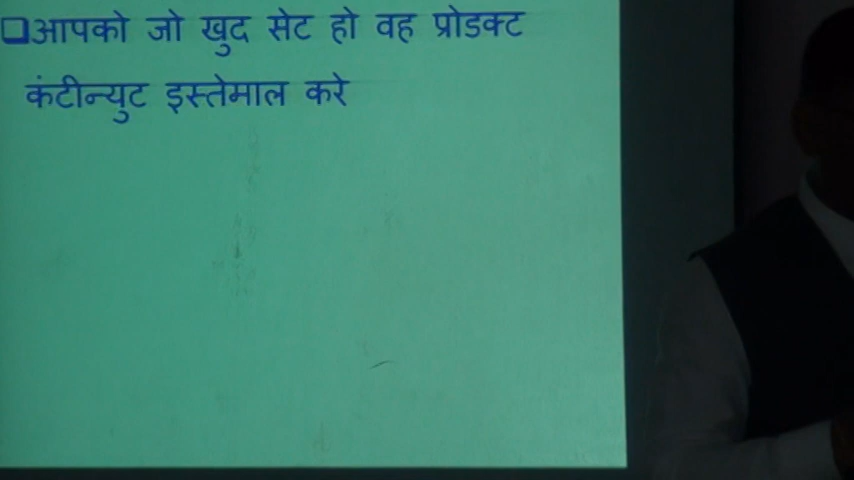 ❑आपको जो खुद सेट हो वह प्रोडक्ट
कंटीन्युट इस्तेमाल करे